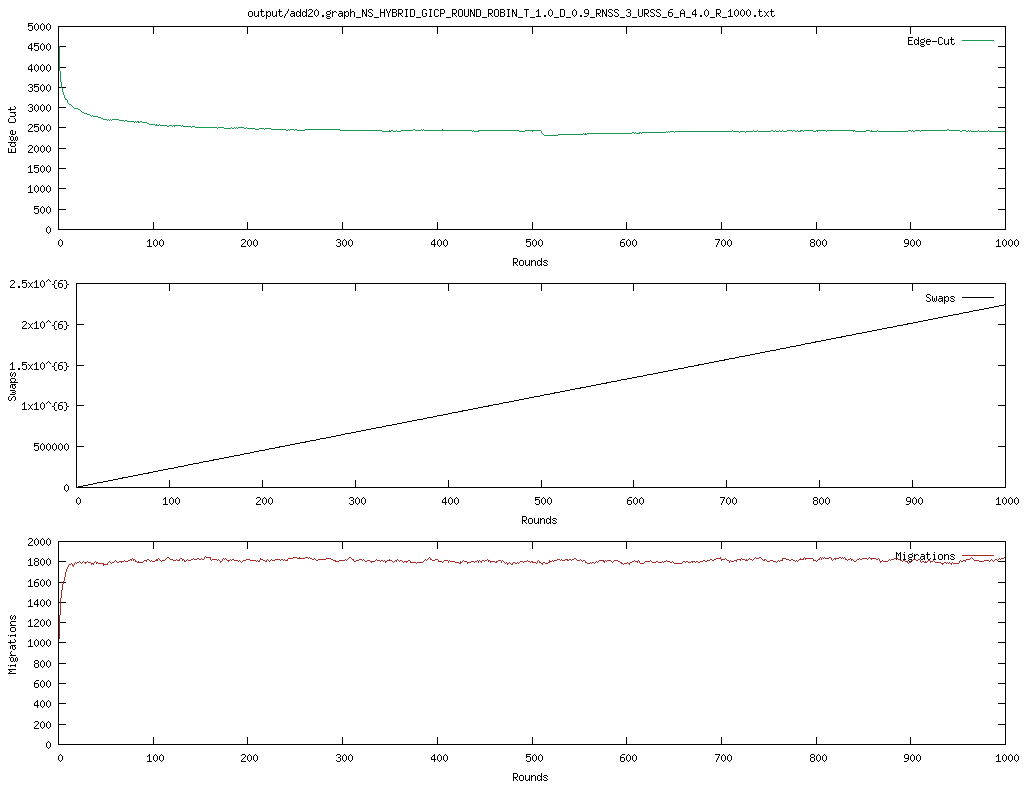 output/add20.graph_NS_HYBRID_GICP_ROUND_ROBIN_T_1.0_D_0.9_RNSS_3_URSS_6_A_4.0_R_1000.txt
5000
4500
4000
3500
3000
2500
2000
1500
1000
500
0
Edge Cut
Edge-Cut
0 100 200 300 400 500 600 700 800 900 1000
Rounds
2.5x10^{6}
2x10^{6}
1.5x10^{6}
1x10^{6}
500000
0
Swaps
Swaps
0 100 200 300 400 500 600 700 800 900 1000
Rounds
2000
1800
1600
1400
1200
1000
800
600
400
200
0
Migrations
Migrations
0 100 200 300 400 500 600 700 800 900 1000
Rounds